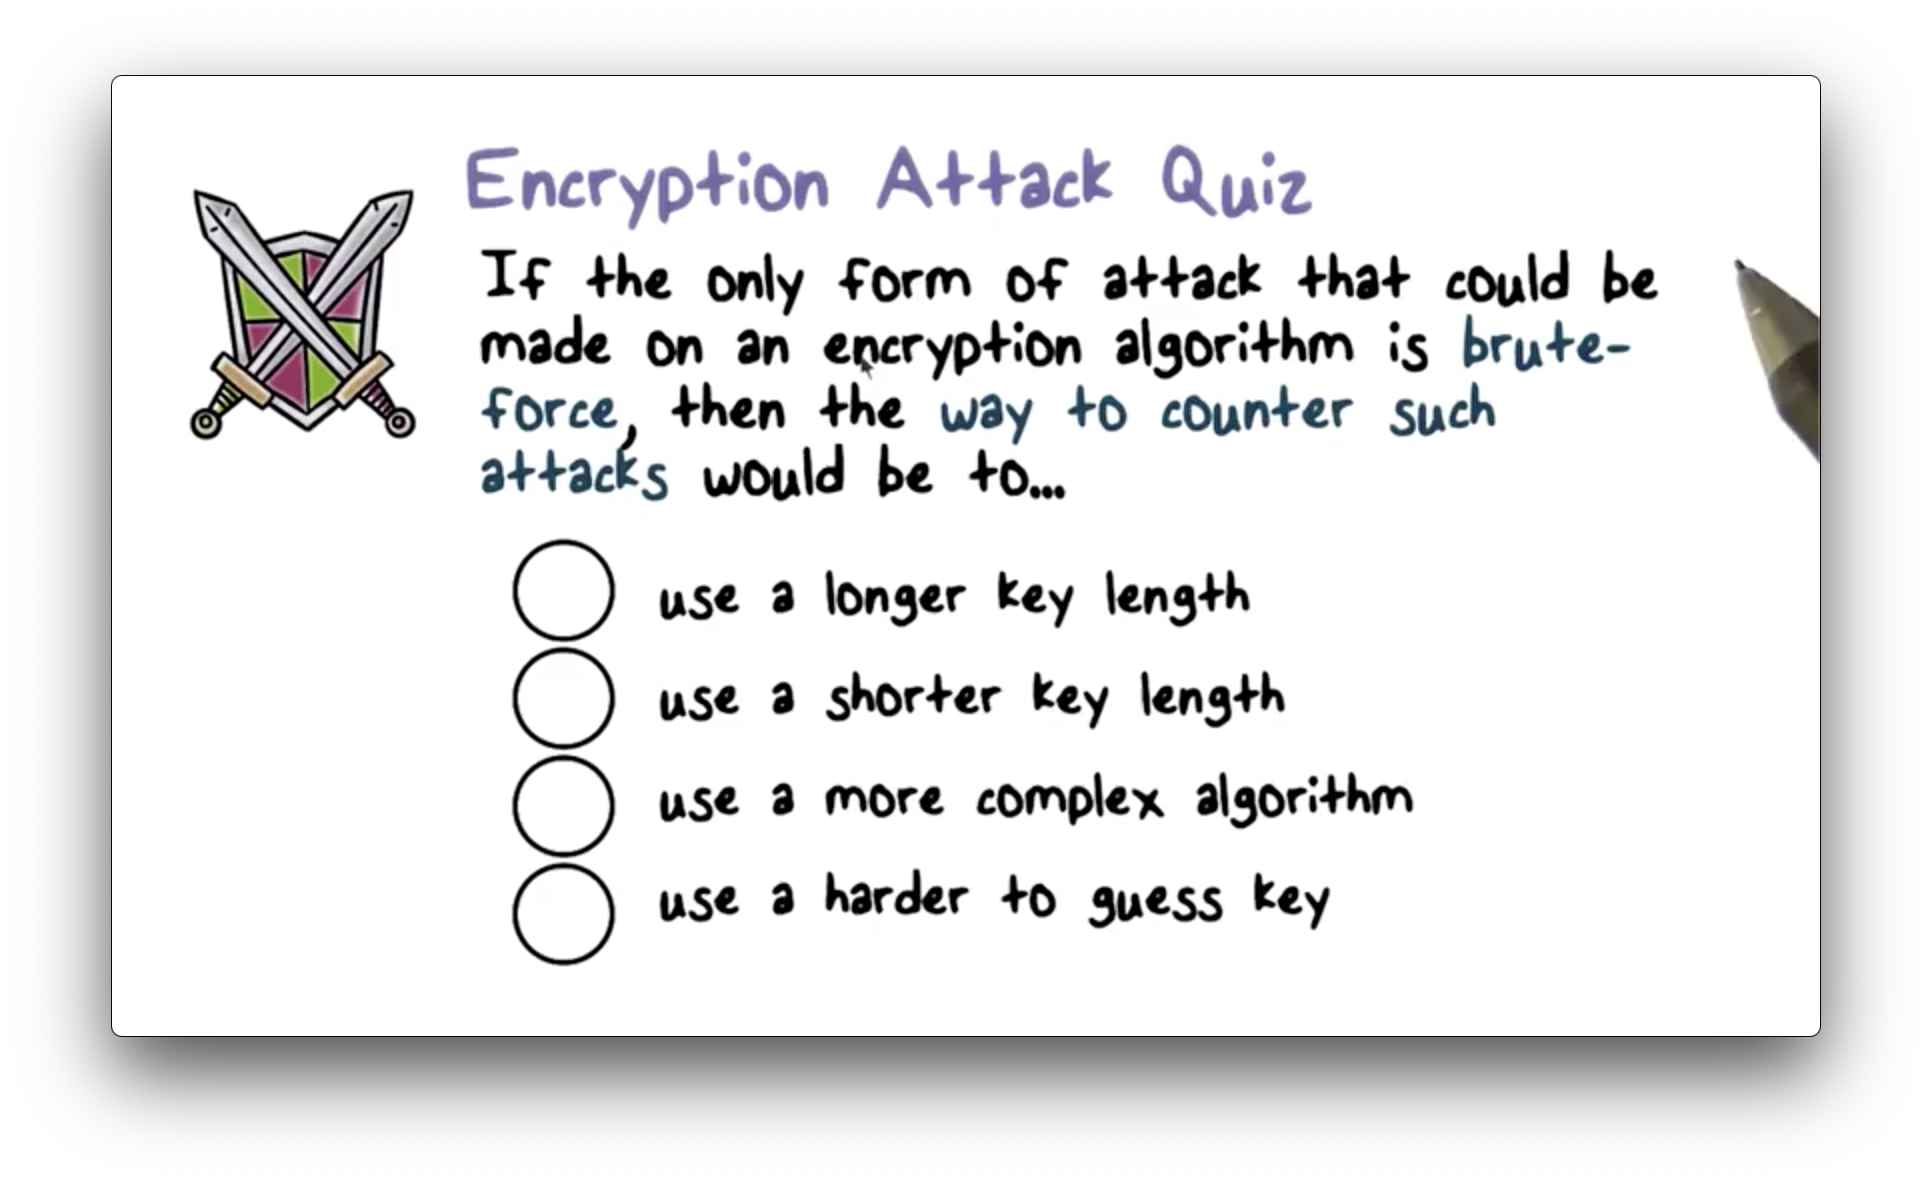 Encryption Attack Quiz
If the only form of attack that could be
made on an encryption algorithm is brute-
force, then the way to counter such
attacks would be to...
use a longer key length
use a shorter key length
use a more complex algorithm
use a harder to guess key